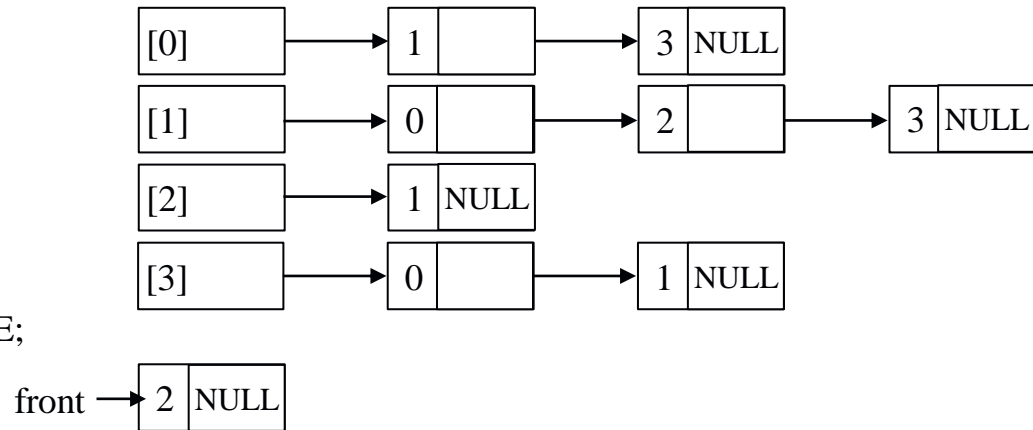 [0] 1 3 NULL
[1] 0 2 3 NULL
[2] 1 NULL
[3] 0 1 NULL
E;
front 2 NULL